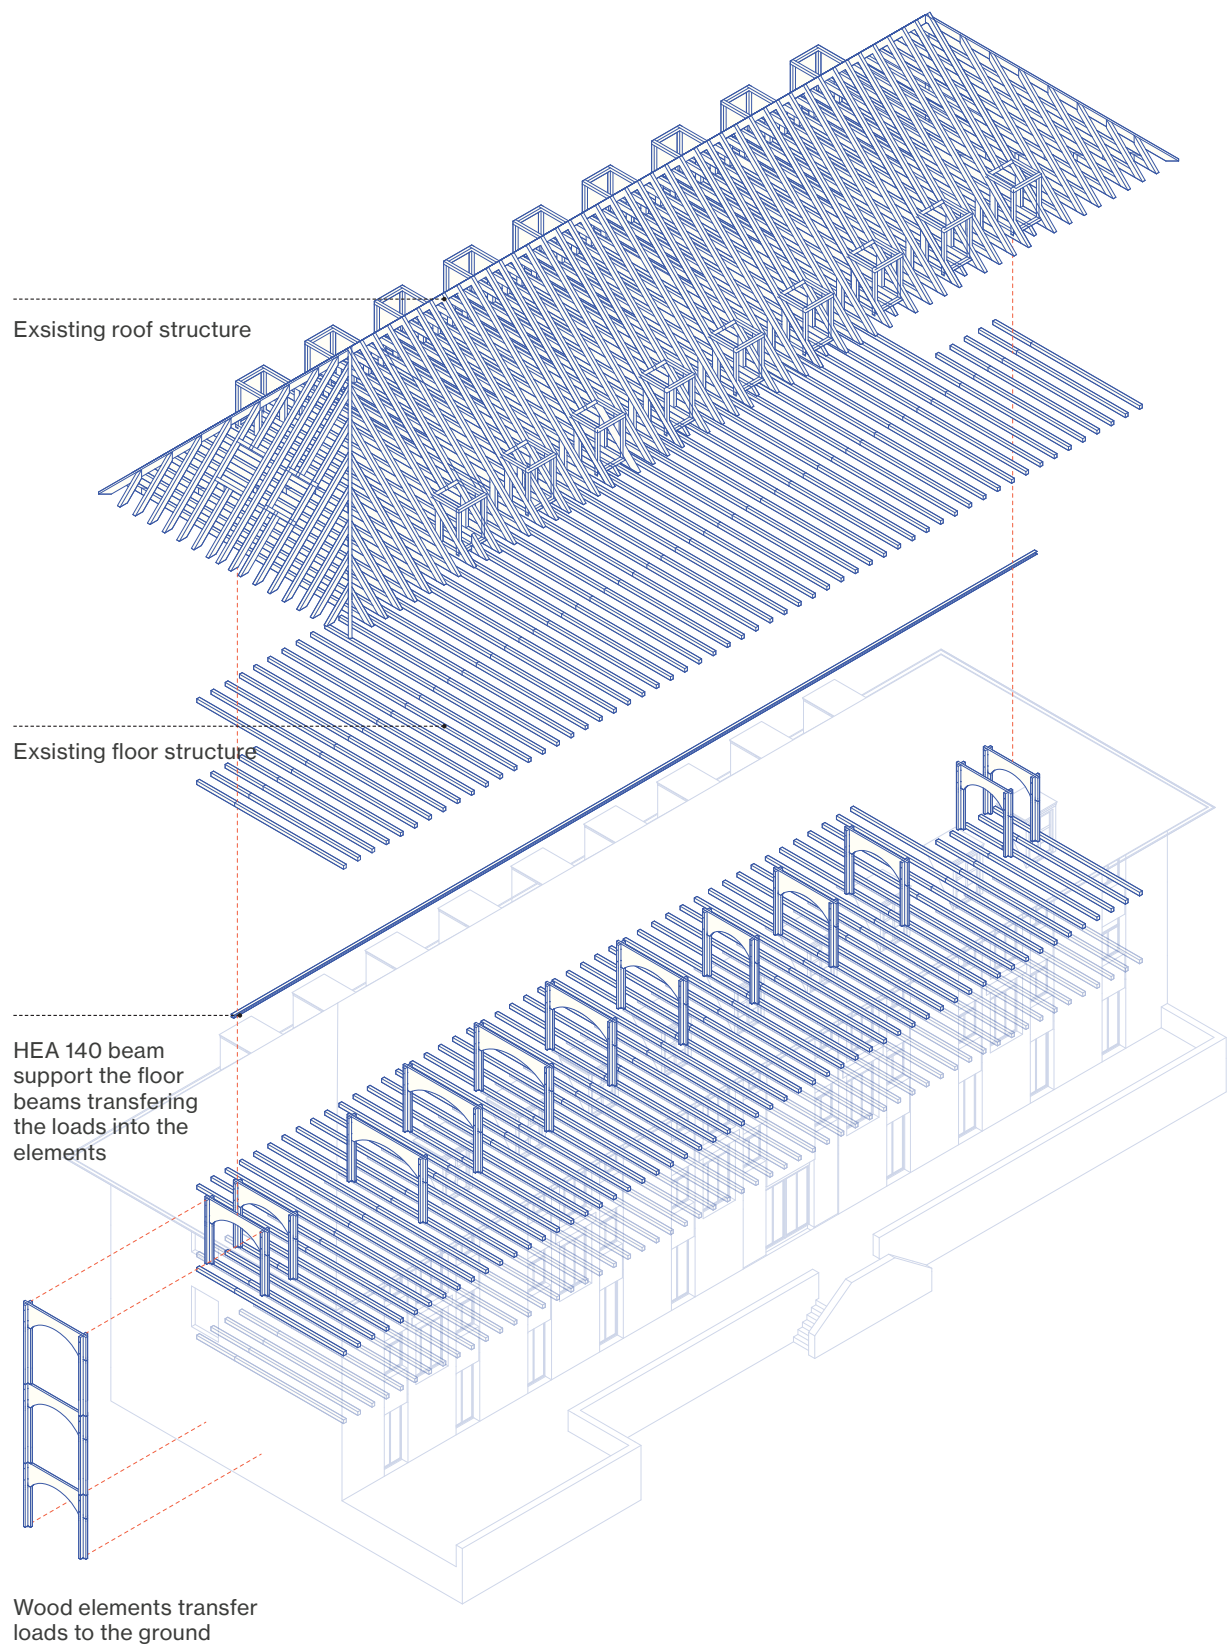 Exsisting roof structure
Exsisting floor structure
HEA 140 beam
support the floor
beams transfering
the loads into the
elements
Wood elements transfer
loads to the ground